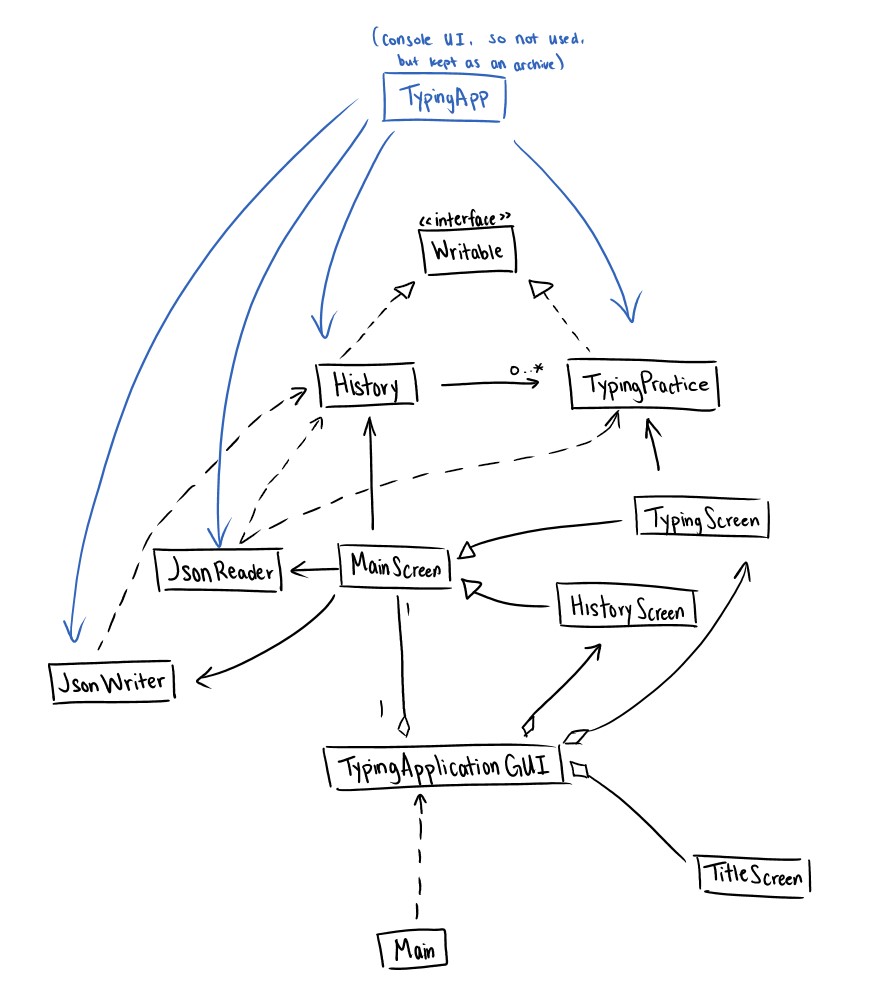 (Console UI, so not used,
but kept as an archive)
TypingApp
<<interface>>
Writable
0..*
History
TypingPractice
TypingScreen
JsonReader
MainScreen
HistoryScreen
1
JsonWriter
1
TypingApplicationGUI
TitleScreen
Main